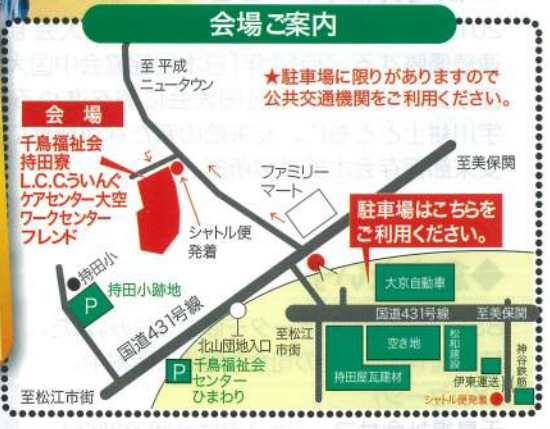 会場ご案内
至 平成
ニュータウン
★駐車場に限りがありますので
公共交通機関をご利用ください。
会場
千鳥福祉会
持田寮
L.C.C.ういんぐ
ケアセンター大空
ワークセンター
フレンド
ファミリー
マート
至美保関
シャトル便
発着
駐車場はこちらを
ご利用ください。
持田小
P
持田小跡地
国道431号線
大京自動車
国道431号線
至美保関
北山団地入口
至松江
市街
空き地
松和建設
神谷鉄筋
P
千鳥福祉会
センター
ひまわり
持田屋瓦建材
伊東運送
至松江市街
シャトル便発着